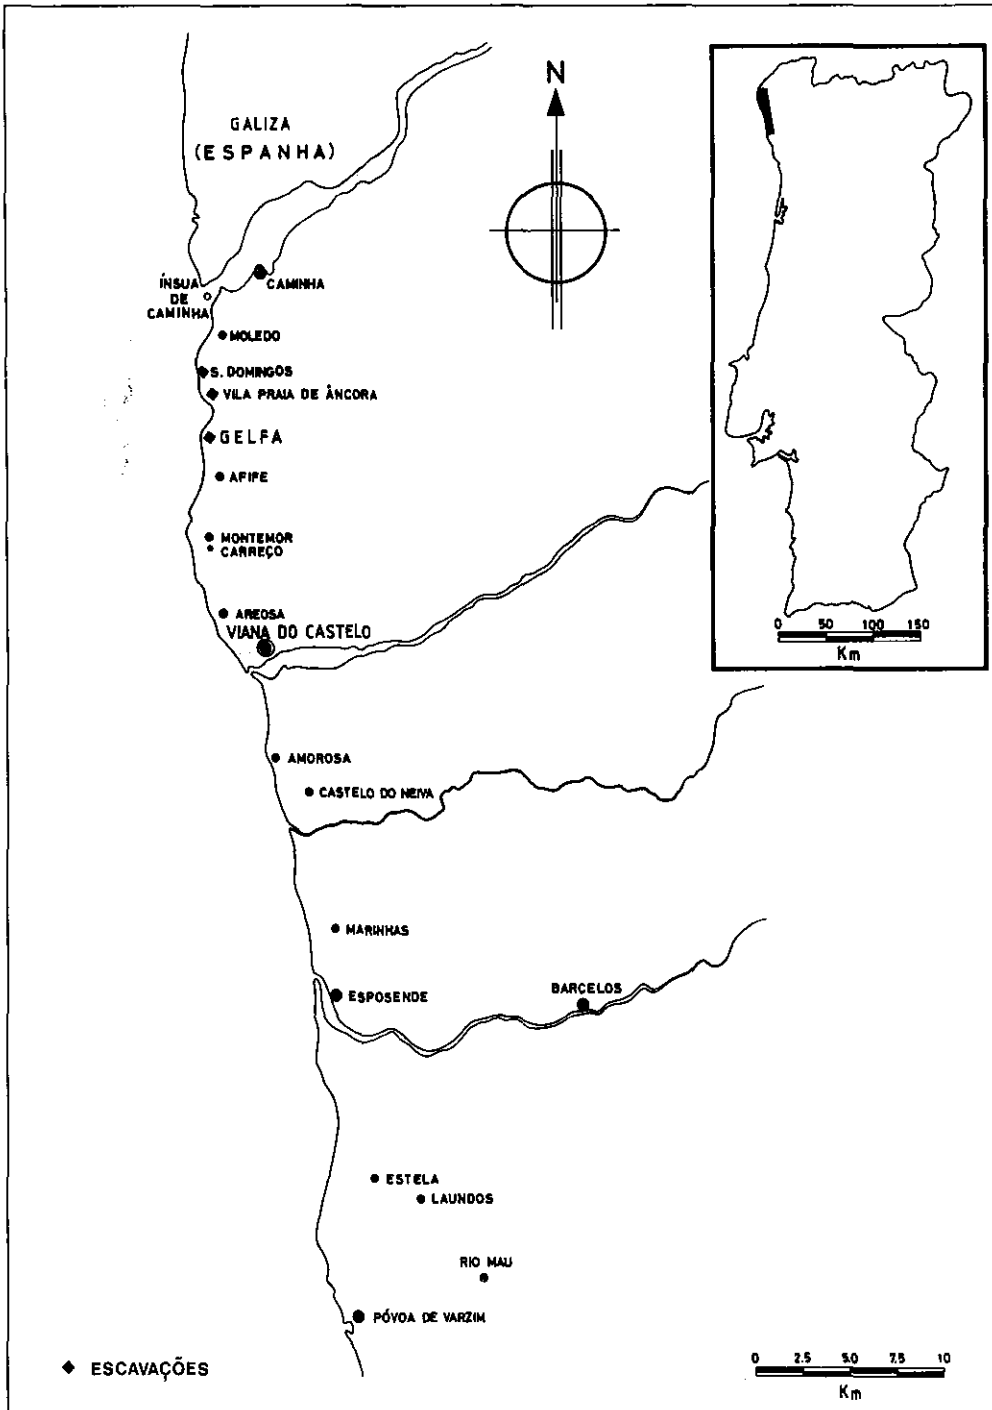 N
GALIZA
(ESPANHA)
ÍNSUA
DE
CAMINHA
CAMINHA
MOLEDO
S. DOMINGOS
VILA PRAIA DE ÂNCORA
GELFA
AFIFE
MONTEMOR
CARREÇO
AREOSA
VIANA DO CASTELO
0 50 100 150
Km
AMOROSA
CASTELO DO NEIVA
MARINHAS
ESPOSENDE
BARCELOS
ESTELA
LAUNDOS
RIO MAU
PÓVOA DE VARZIM
ESCAVAÇÕES
0 2.5 5.0 7.5 10
Km